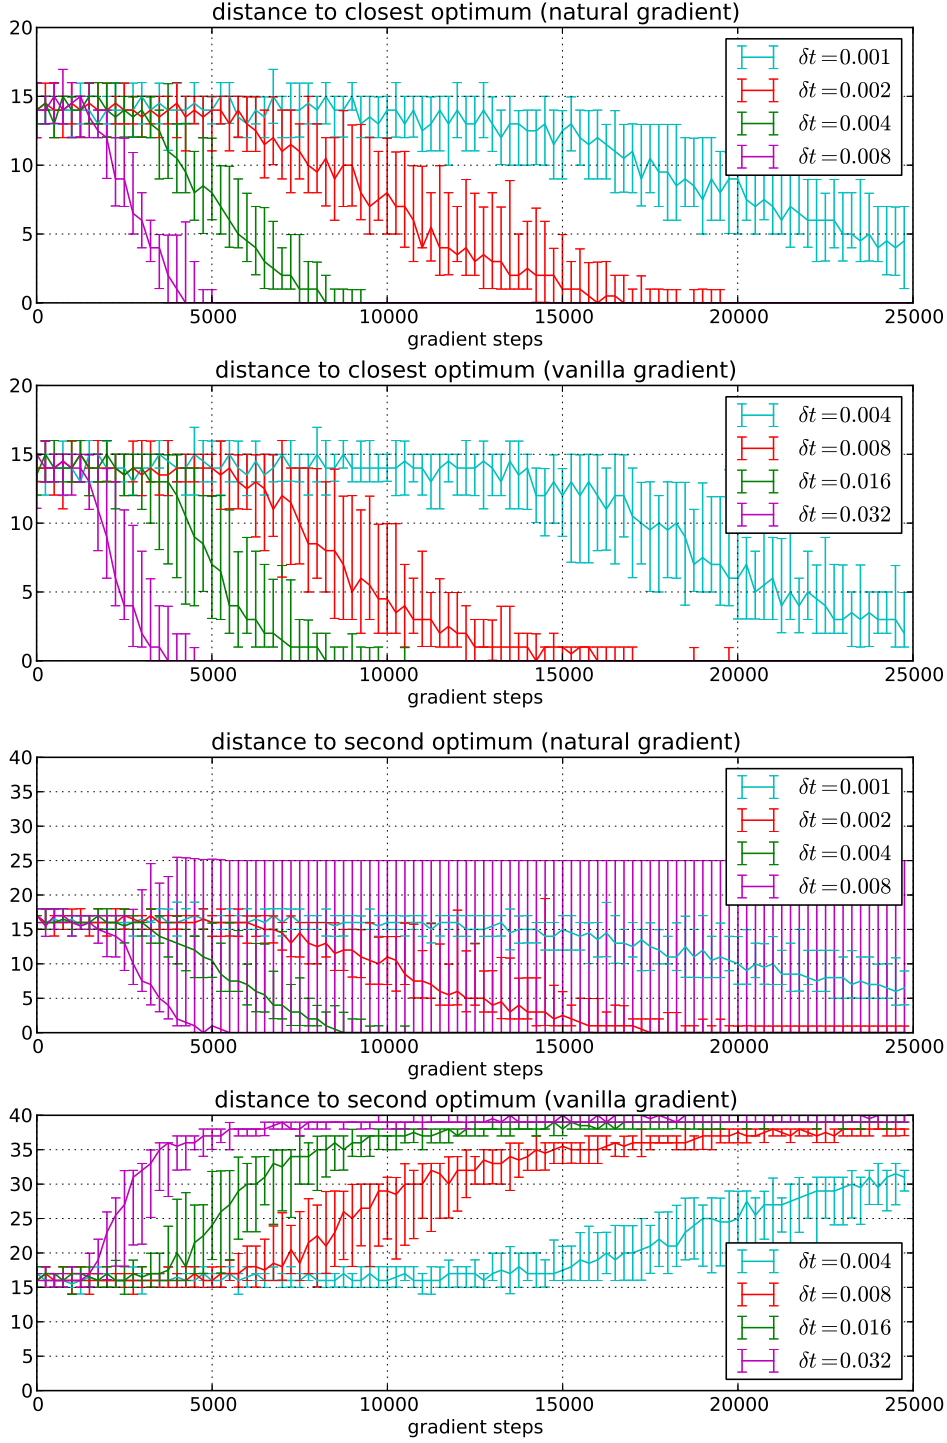 distance to closest optimum (natural gradient)
20
15
10
5
0
δt = 0.001
δt = 0.002
δt = 0.004
δt = 0.008
0 5000 10000 15000 20000 25000
gradient steps
distance to closest optimum (vanilla gradient)
20
15
10
5
0
δt = 0.004
δt = 0.008
δt = 0.016
δt = 0.032
0 5000 10000 15000 20000 25000
gradient steps
distance to second optimum (natural gradient)
40
35
30
25
20
15
10
5
0
δt = 0.001
δt = 0.002
δt = 0.004
δt = 0.008
0 5000 10000 15000 20000 25000
gradient steps
distance to second optimum (vanilla gradient)
40
35
30
25
20
15
10
5
0
δt = 0.004
δt = 0.008
δt = 0.016
δt = 0.032
0 5000 10000 15000 20000 25000
gradient steps